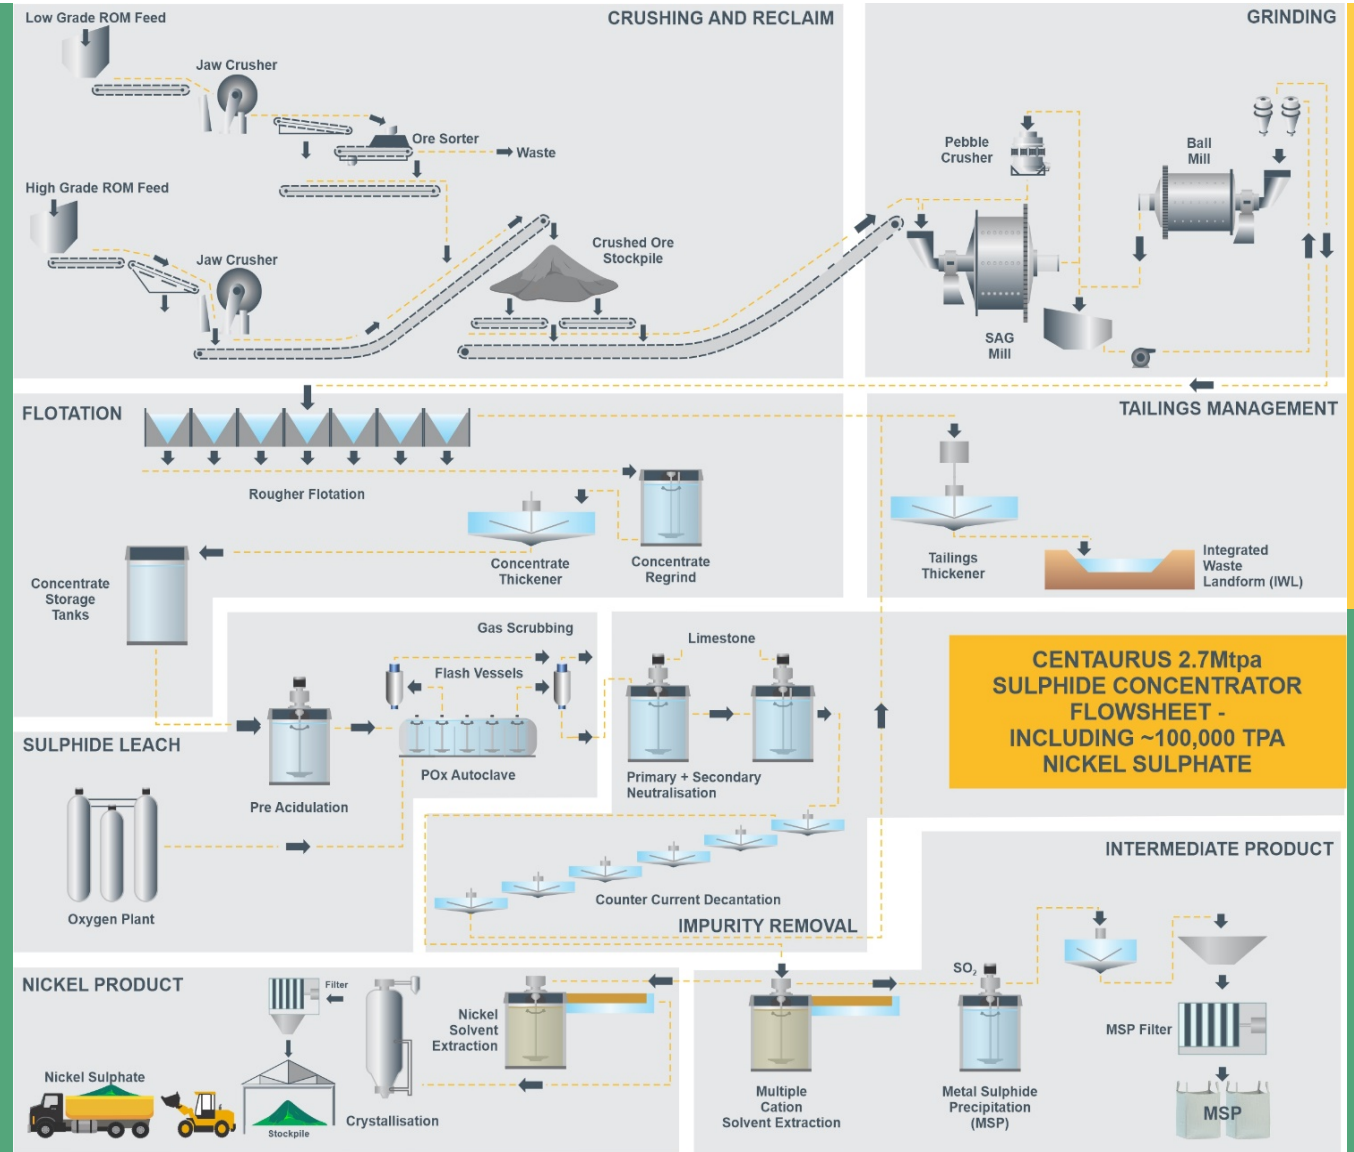 CRUSHING AND RECLAIM
Low Grade ROM Feed
Jaw Crusher
Ore Sorter
Waste
High Grade ROM Feed
Jaw Crusher
Crushed Ore
Stockpile
GRINDING
Pebble
Crusher
Ball
Mill
SAG
Mill
FLOTATION
Rougher Flotation
Concentrate
Thickener
Concentrate
Regrind
Concentrate
Storage
Tanks
TAILINGS MANAGEMENT
Tailings
Thickener
Integrated
Waste
Landform (IWL)
SULPHIDE LEACH
Gas Scrubbing
Flash Vessels
Pre Acidulation
POx Autoclave
Oxygen Plant
Limestone
Primary + Secondary
Neutralisation
Counter Current Decantation
IMPURITY REMOVAL
CENTAURUS 2.7Mtpa
SULPHIDE CONCENTRATOR
FLOWSHEET -
INCLUDING ~100,000 TPA
NICKEL SULPHATE
INTERMEDIATE PRODUCT
SO₂
MSP Filter
MSP
Multiple
Cation
Solvent Extraction
Metal Sulphide
Precipitation
(MSP)
NICKEL PRODUCT
Filter
Nickel
Solvent
Extraction
Nickel Sulphate
Stockpile
Crystallisation